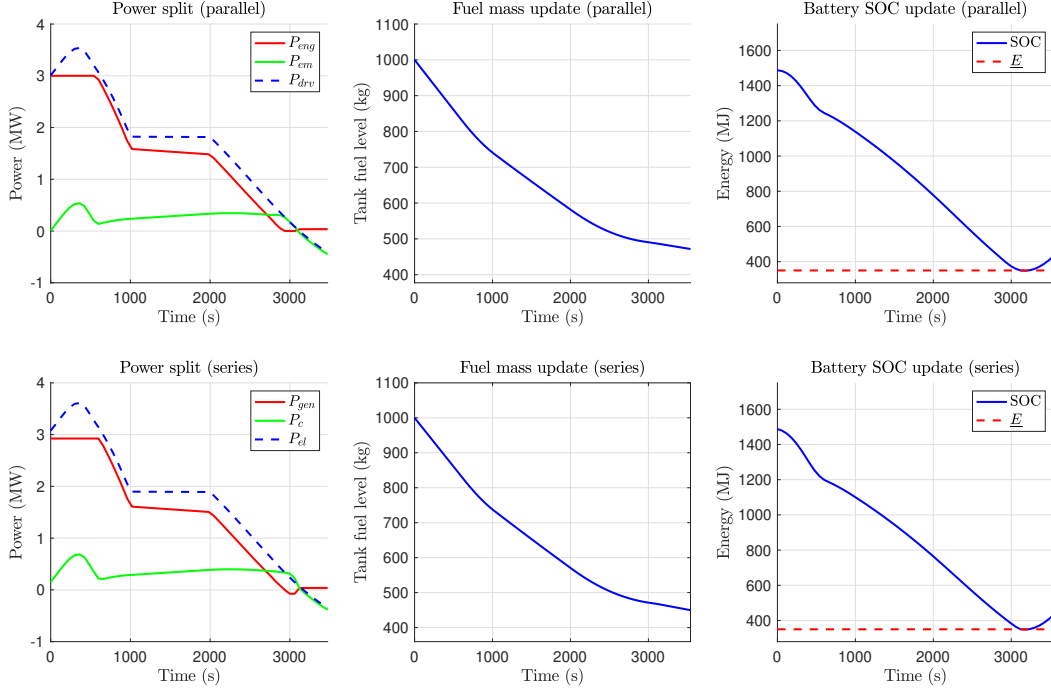 Power split (parallel)
4
3
2
1
0
-1
0 1000 2000 3000
Power (MW)
Time (s)
P_eng
P_em
P_drv
Fuel mass update (parallel)
1100
1000
900
800
700
600
500
400
0 1000 2000 3000
Tank fuel level (kg)
Time (s)
Battery SOC update (parallel)
1600
1400
1200
1000
800
600
400
0 1000 2000 3000
Energy (MJ)
Time (s)
SOC
E
Power split (series)
4
3
2
1
0
-1
0 1000 2000 3000
Power (MW)
Time (s)
P_gen
P_c
P_el
Fuel mass update (series)
1100
1000
900
800
700
600
500
400
0 1000 2000 3000
Tank fuel level (kg)
Time (s)
Battery SOC update (series)
1600
1400
1200
1000
800
600
400
0 1000 2000 3000
Energy (MJ)
Time (s)
SOC
E